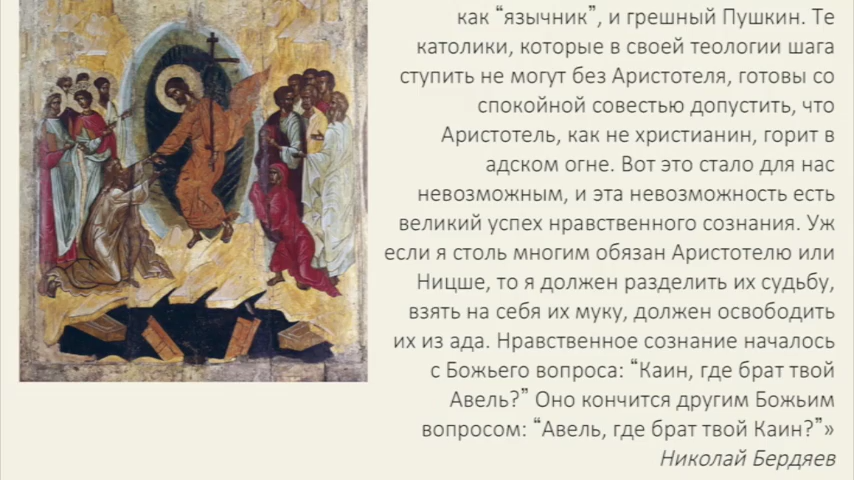 как “язычник”, и грешный Пушкин. Те
католики, которые в своей теологии шага
ступить не могут без Аристотеля, готовы со
спокойной совестью допустить, что
Аристотель, как не христианин, горит в
адском огне. Вот это стало для нас
невозможным, и эта невозможность есть
великий успех нравственного сознания. Уж
если я столь многим обязан Аристотелю или
Ницше, то я должен разделить их судьбу,
взять на себя их муку, должен освободить
их из ада. Нравственное сознание началось
с Божьего вопроса: “Каин, где брат твой
Авель?” Оно кончится другим Божьим
вопросом: “Авель, где брат твой Каин?”»
Николай Бердяев